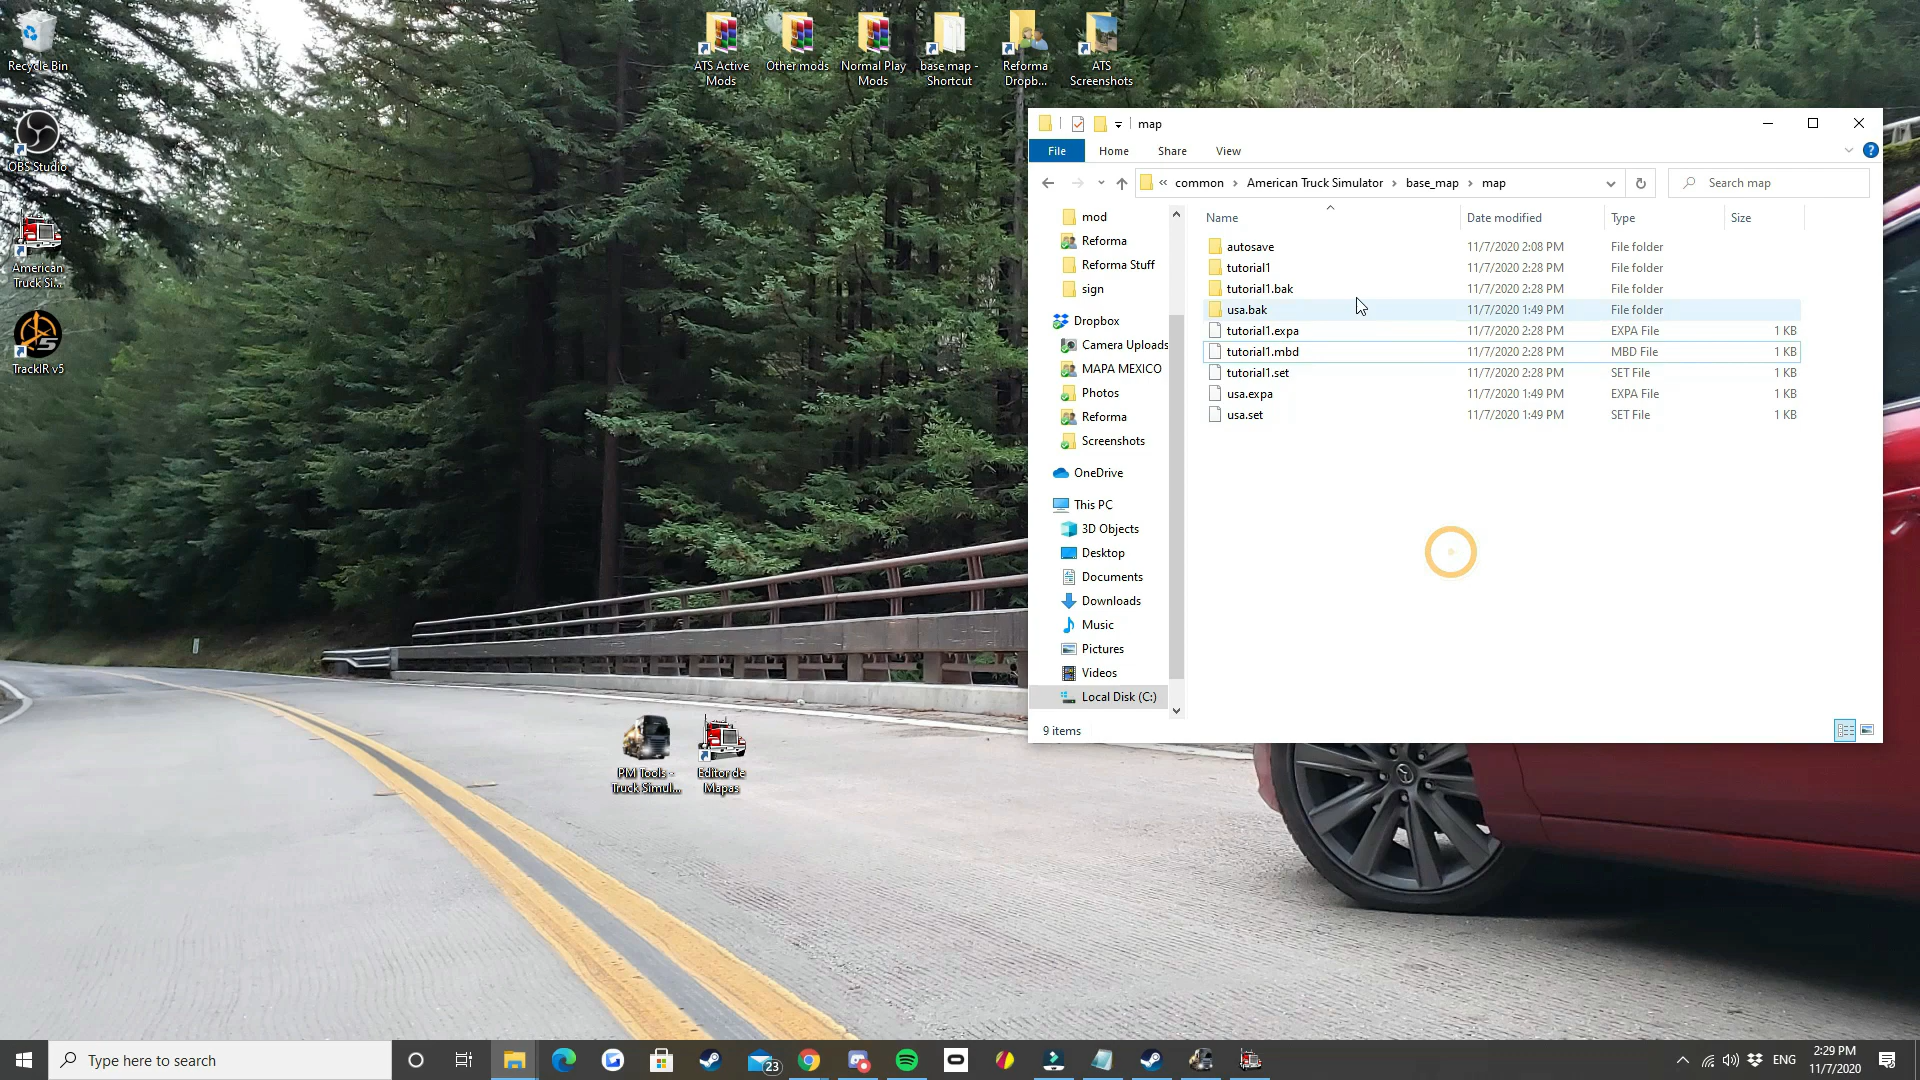 Recycle Bin
OBS Studio
American
Truck Si...
TrackIR v5
ATS Active
Mods
Other mods
Normal Play
Mods
base map -
Shortcut
Reforma
Dropb...
ATS
Screenshots
PM Tools -
Truck Simul...
Editor de
Mapas
map
File Home Share View
« common › American Truck Simulator › base_map › map
Search map
mod
Reforma
Reforma Stuff
sign
Dropbox
Camera Uploads
MAPA MEXICO
Photos
Reforma
Screenshots
OneDrive
This PC
3D Objects
Desktop
Documents
Downloads
Music
Pictures
Videos
Local Disk (C:)
Name Date modified Type Size
autosave 11/7/2020 2:08 PM File folder
tutorial1 11/7/2020 2:28 PM File folder
tutorial1.bak 11/7/2020 2:28 PM File folder
usa.bak 11/7/2020 1:49 PM File folder
tutorial1.expa 11/7/2020 2:28 PM EXPA File 1 KB
tutorial1.mbd 11/7/2020 2:28 PM MBD File 1 KB
tutorial1.set 11/7/2020 2:28 PM SET File 1 KB
usa.expa 11/7/2020 1:49 PM EXPA File 1 KB
usa.set 11/7/2020 1:49 PM SET File 1 KB
9 items
Type here to search
23
ENG
2:29 PM
11/7/2020